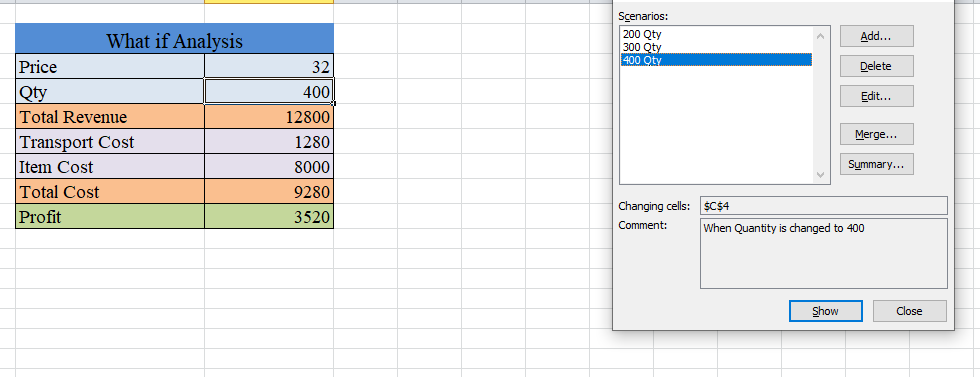 What if Analysis
Price 32
Qty 400
Total Revenue 12800
Transport Cost 1280
Item Cost 8000
Total Cost 9280
Profit 3520
Scenarios:
200 Qty
300 Qty
400 Qty
Add...
Delete
Edit...
Merge...
Summary...
Changing cells: $C$4
Comment: When Quantity is changed to 400
Show Close